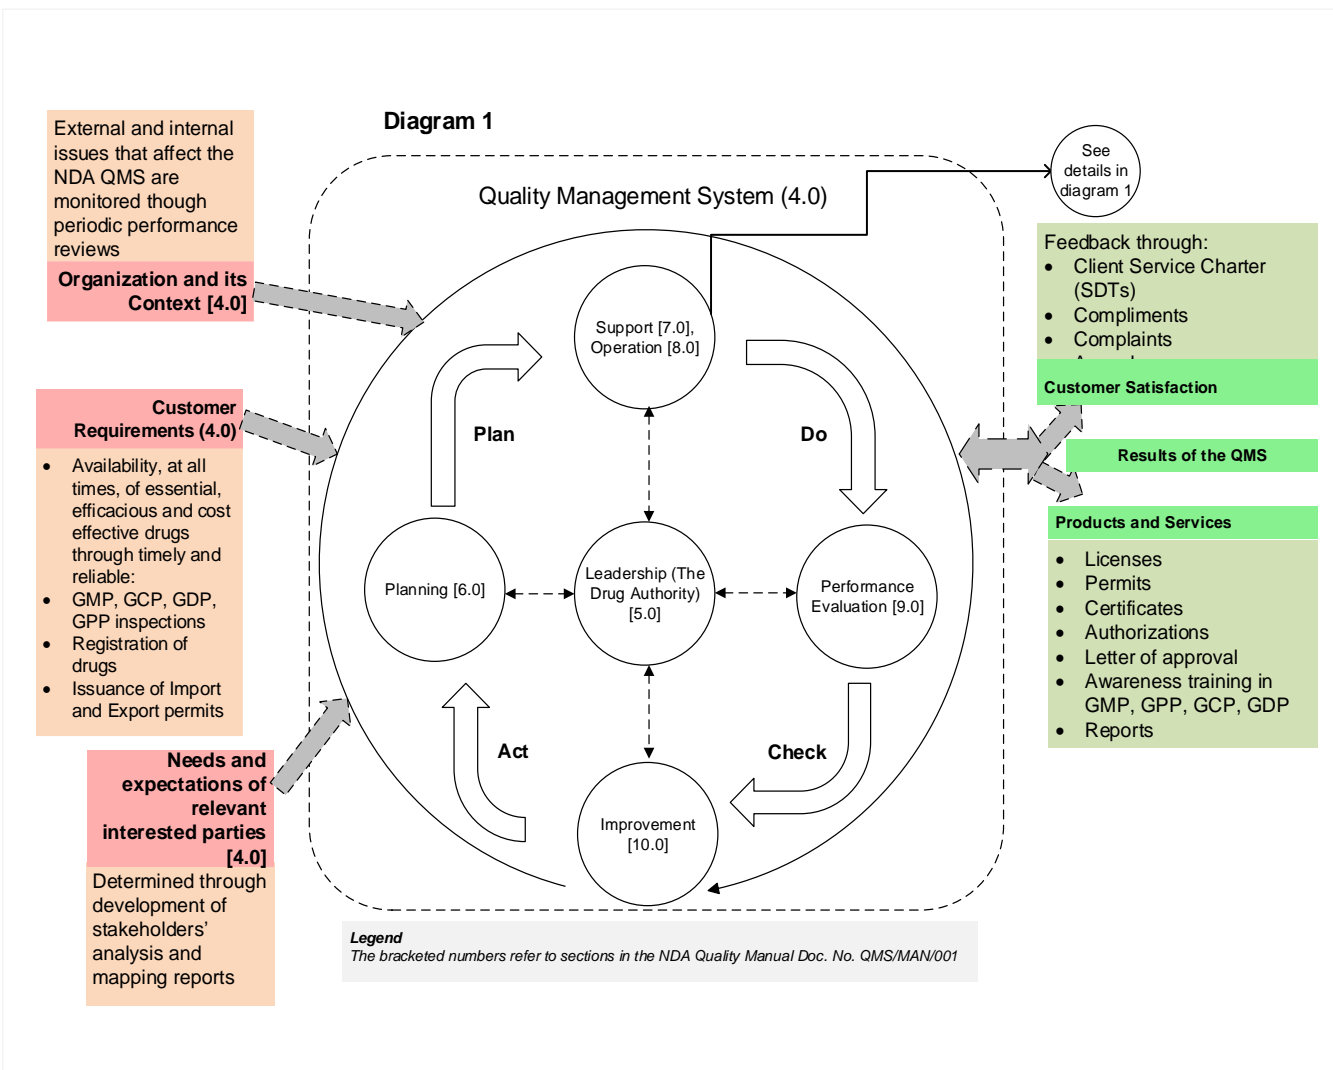 Diagram 1
External and internal
issues that affect the
NDA QMS are
monitored though
periodic performance
reviews
Organization and its
Context [4.0]
Customer
Requirements (4.0)
• Availability, at all
times, of essential,
efficacious and cost
effective drugs
through timely and
reliable:
• GMP, GCP, GDP,
GPP inspections
• Registration of
drugs
• Issuance of Import
and Export permits
Needs and
expectations of
relevant
interested parties
[4.0]
Determined through
development of
stakeholders'
analysis and
mapping reports
Quality Management System (4.0)
Support [7.0],
Operation [8.0]
Plan
Do
Planning [6.0]
Leadership (The
Drug Authority)
[5.0]
Performance
Evaluation [9.0]
Act
Check
Improvement
[10.0]
See
details in
diagram 1
Feedback through:
• Client Service Charter
(SDTs)
• Compliments
• Complaints
Customer Satisfaction
Results of the QMS
Products and Services
• Licenses
• Permits
• Certificates
• Authorizations
• Letter of approval
• Awareness training in
GMP, GPP, GCP, GDP
• Reports
Legend
The bracketed numbers refer to sections in the NDA Quality Manual Doc. No. QMS/MAN/001